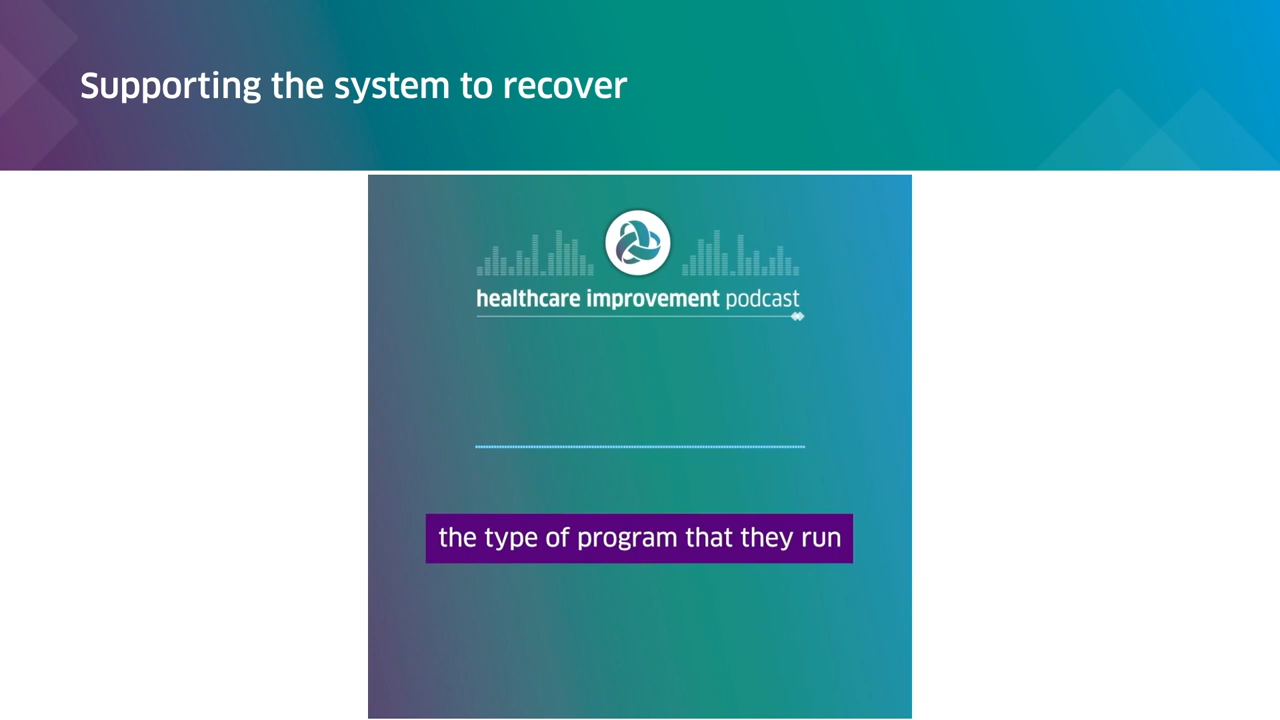 Supporting the system to recover
healthcare improvement podcast
the type of program that they run